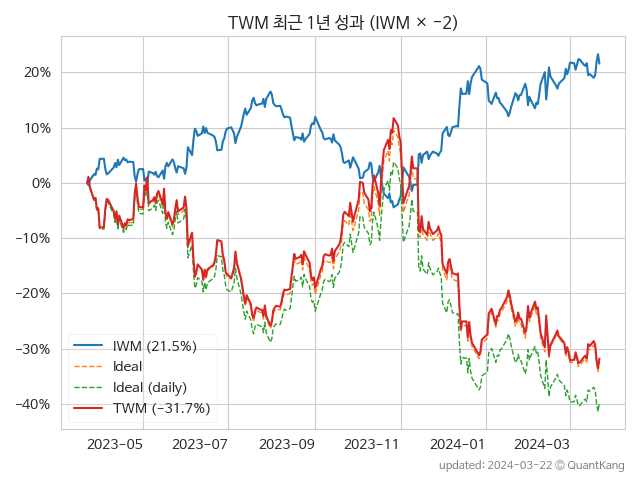 TWM 최근 1년 성과 (IWM × −2)
20%
10%
0%
−10%
−20%
−30%
−40%
IWM (21.5%)
Ideal
Ideal (daily)
TWM (−31.7%)
2023-05
2023-07
2023-09
2023-11
2024-01
2024-03
updated: 2024-03-22 © QuantKang